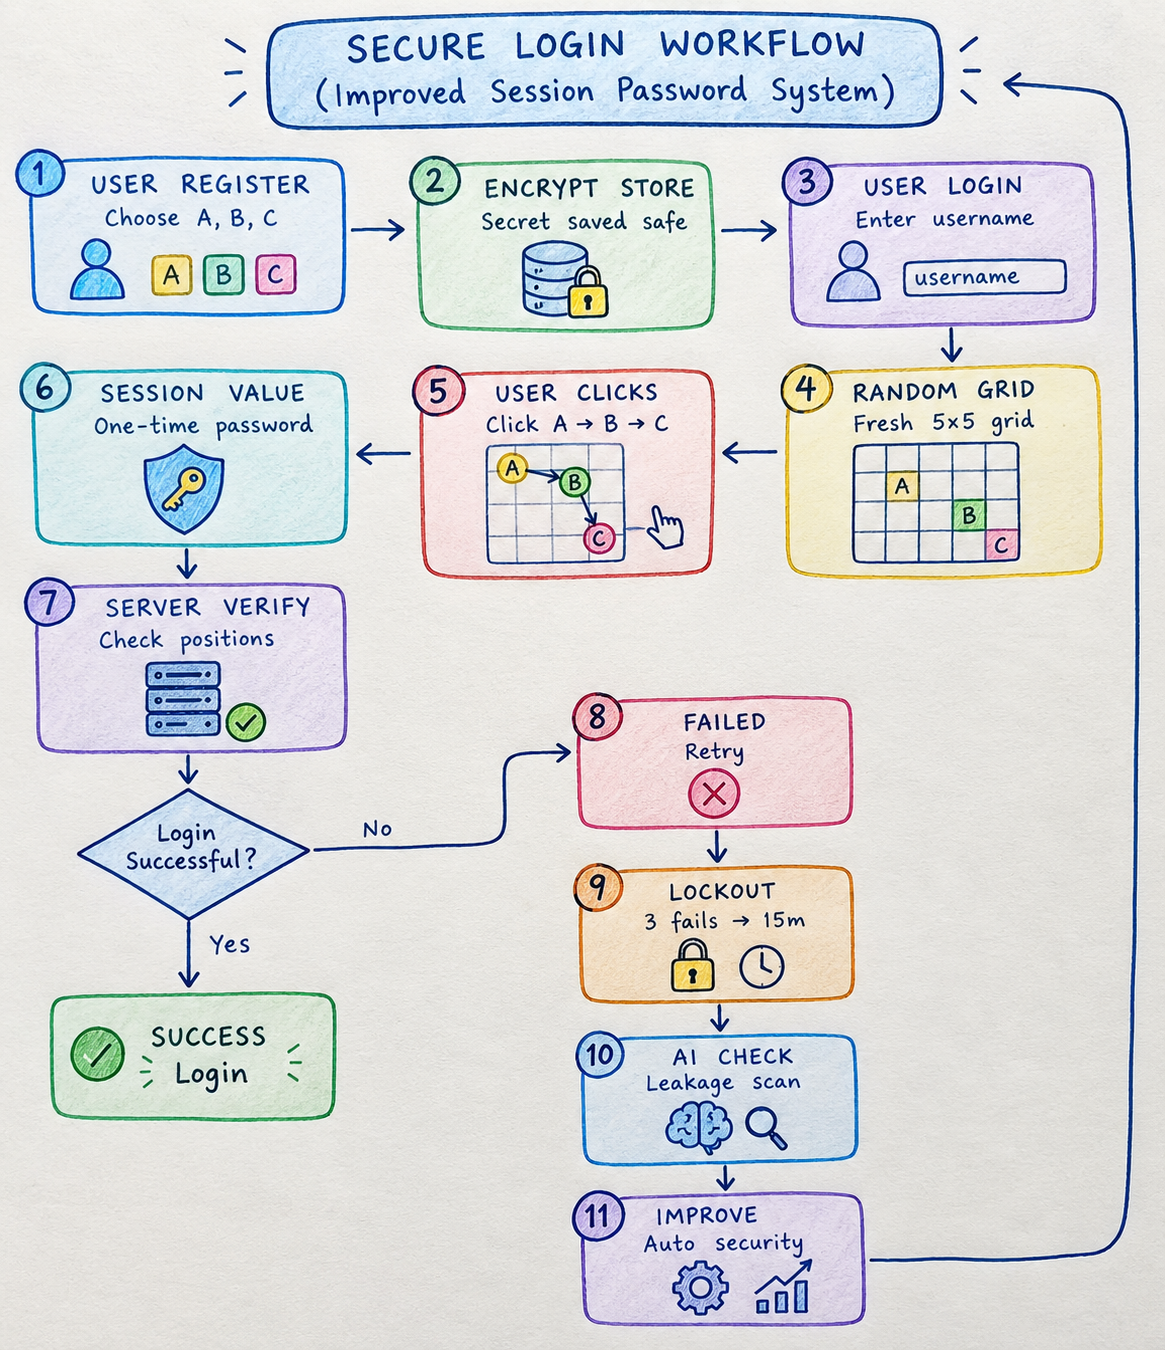 SECURE LOGIN WORKFLOW
(Improved Session Password System)
1
USER REGISTER
Choose A, B, C
A B C
2
ENCRYPT STORE
Secret saved safe
3
USER LOGIN
Enter username
username
4
RANDOM GRID
Fresh 5×5 grid
A
B
C
5
USER CLICKS
Click A → B → C
A
B
C
6
SESSION VALUE
One-time password
7
SERVER VERIFY
Check positions
Login
Successful?
No
Yes
SUCCESS
Login
8
FAILED
Retry
9
LOCKOUT
3 fails → 15m
10
AI CHECK
Leakage scan
11
IMPROVE
Auto security